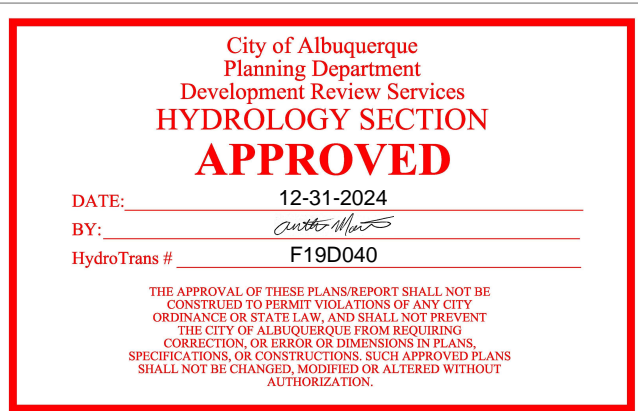 City of Albuquerque
Planning Department
Development Review Services
HYDROLOGY SECTION
APPROVED
DATE: 12-31-2024
BY:
HydroTrans # F19D040
THE APPROVAL OF THESE PLANS/REPORT SHALL NOT BE
CONSTRUED TO PERMIT VIOLATIONS OF ANY CITY
ORDINANCE OR STATE LAW, AND SHALL NOT PREVENT
THE CITY OF ALBUQUERQUE FROM REQUIRING
CORRECTION, OR ERROR OR DIMENSIONS IN PLANS,
SPECIFICATIONS, OR CONSTRUCTIONS. SUCH APPROVED PLANS
SHALL NOT BE CHANGED, MODIFIED OR ALTERED WITHOUT
AUTHORIZATION.